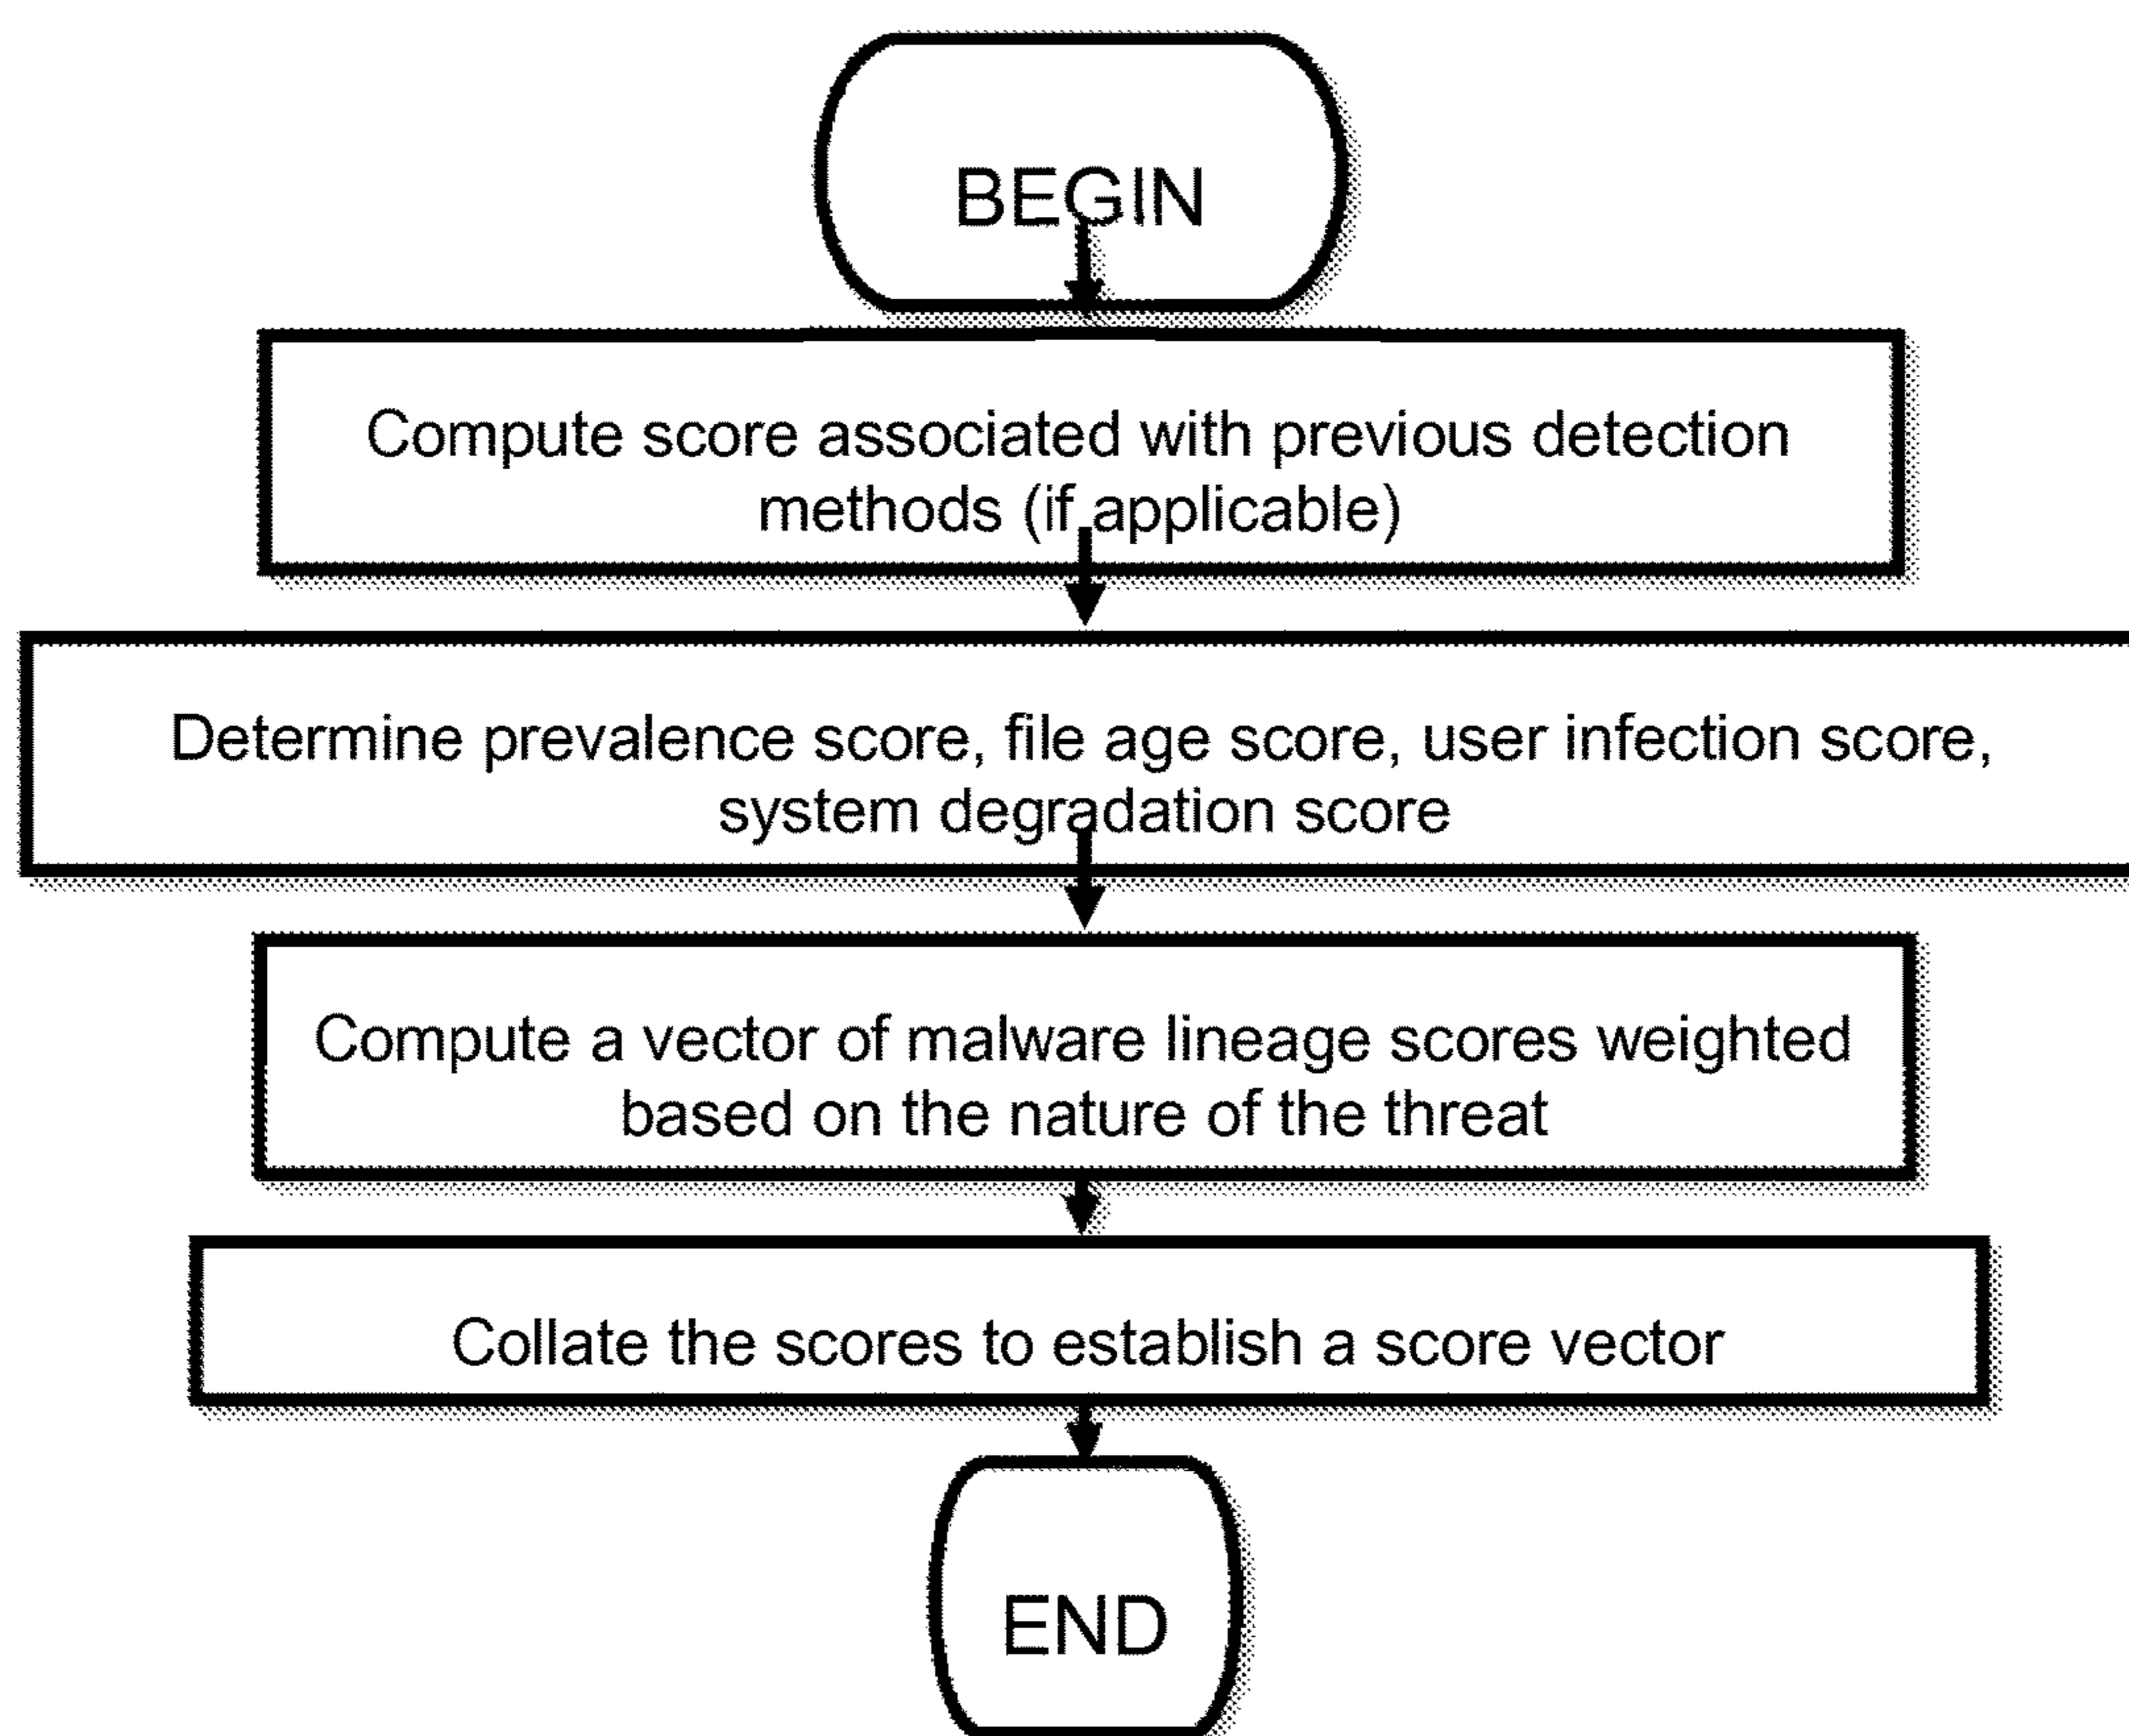 BEGIN
Compute score associated with previous detection
methods (if applicable)
Determine prevalence score, file age score, user infection score,
system degradation score
Compute a vector of malware lineage scores weighted
based on the nature of the threat
Collate the scores to establish a score vector
END